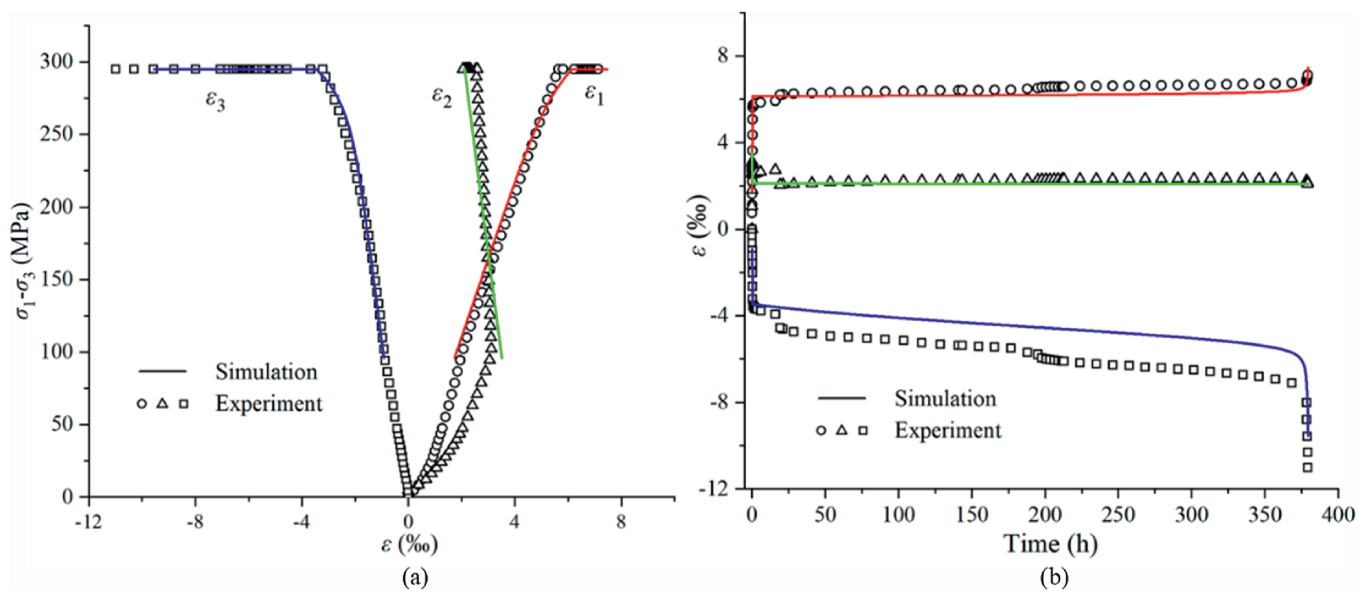 300
250
200
150
100
50
0
σ1-σ3 (MPa)
ε3
ε2
ε1
Simulation
Experiment
-12 -8 -4 0 4 8
ε (‰)
(a)
8
4
0
-4
-8
-12
ε (‰)
Simulation
Experiment
0 50 100 150 200 250 300 350 400
Time (h)
(b)